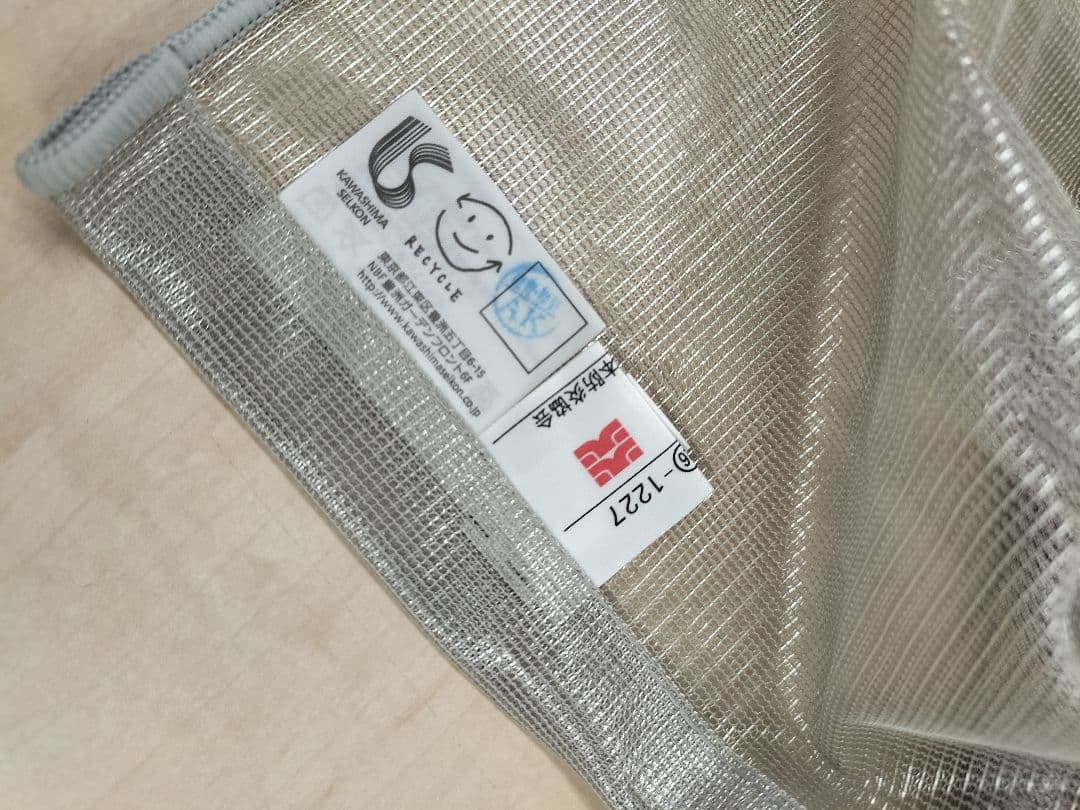 KAWASHIMA
SELKON
RECYCLE
東京都江東区豊洲五丁目6-15
NBF豊洲ガーデンフロント6F
http://www.kawashimaselkon.co.jp
AK
本防炎協会
6-1227